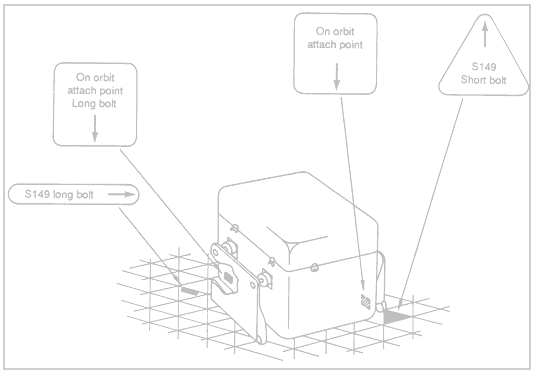 On orbit
attach point
Long bolt
S149 long bolt
On orbit
attach point
S149
Short bolt